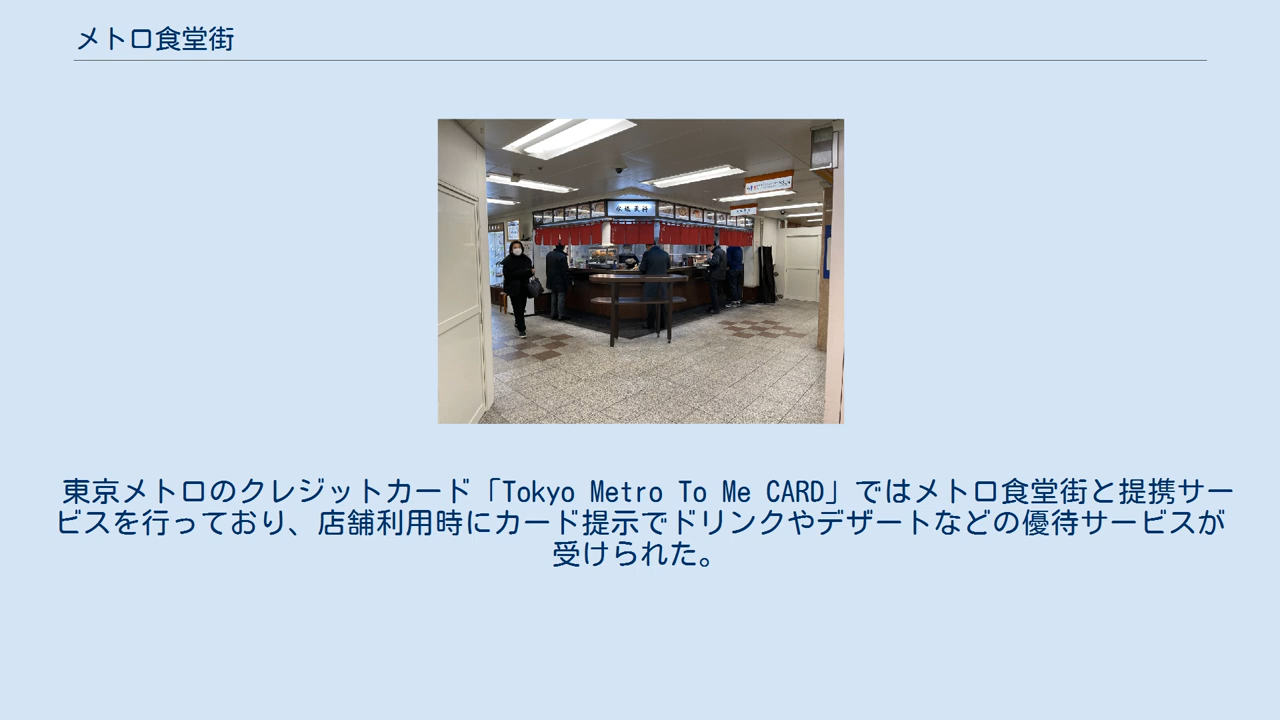 メトロ食堂街
東京メトロのクレジットカード「Tokyo Metro To Me CARD」ではメトロ食堂街と提携サー
ビスを行っており、店舗利用時にカード提示でドリンクやデザートなどの優待サービスが
受けられた。